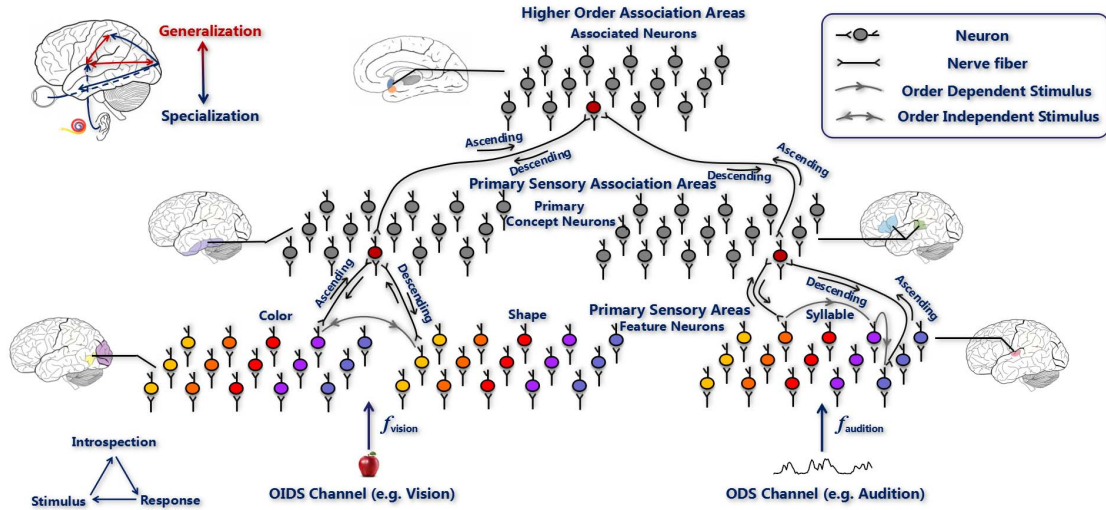 Higher Order Association Areas
Associated Neurons
Generalization
Specialization
Neuron
Nerve fiber
Order Dependent Stimulus
Order Independent Stimulus
Ascending
Descending
Ascending
Descending
Primary Sensory Association Areas
Primary
Concept Neurons
Ascending
Descending
Descending
Ascending
Color
Shape
Primary Sensory Areas
Feature Neurons
Syllable
f vision
f audition
Introspection
Stimulus
Response
OIDS Channel (e.g. Vision)
ODS Channel (e.g. Audition)